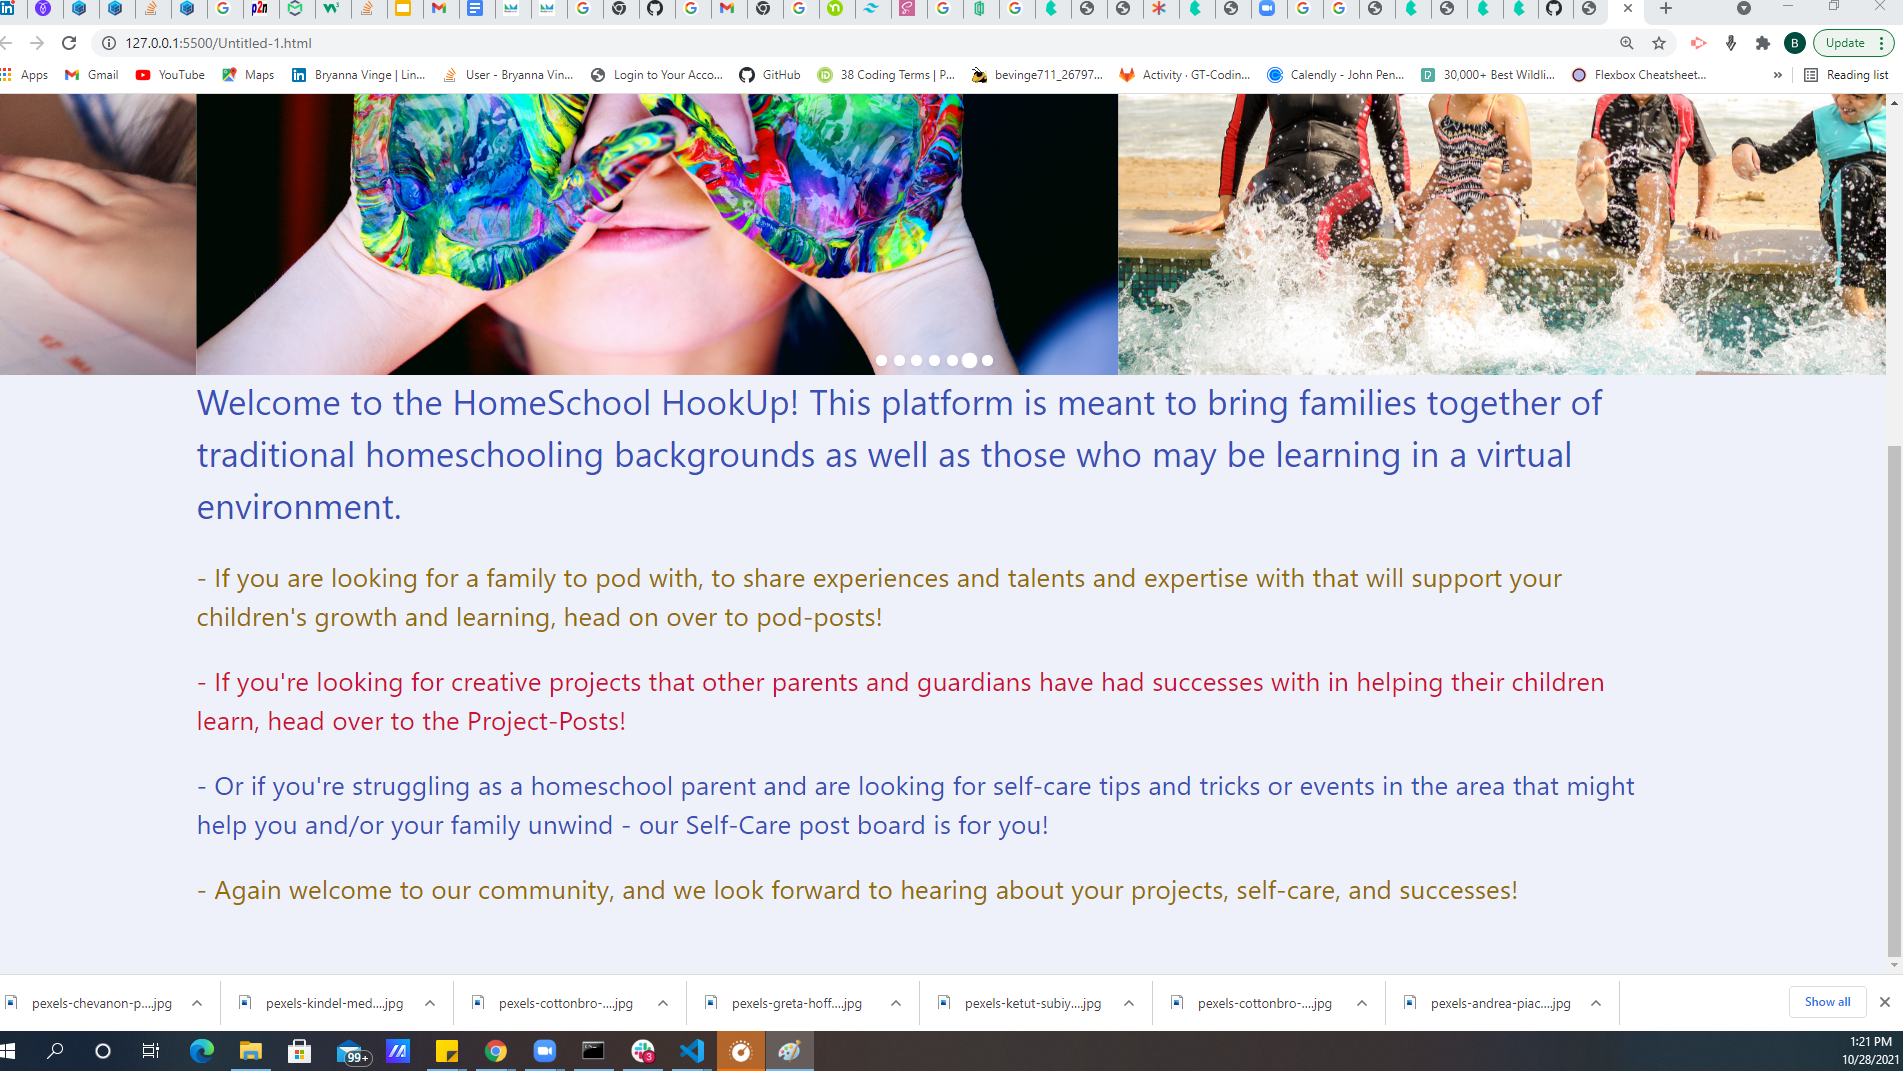 127.0.0.1:5500/Untitled-1.html
B
Update
Apps
Gmail
YouTube
Maps
Bryanna Vinge | Lin...
User - Bryanna Vin...
Login to Your Acco...
GitHub
38 Coding Terms | P...
bevinge711_26797...
Activity · GT-Codin...
Calendly - John Pen...
30,000+ Best Wildli...
Flexbox Cheatsheet...
»
Reading list
Welcome to the HomeSchool HookUp! This platform is meant to bring families together of
traditional homeschooling backgrounds as well as those who may be learning in a virtual
environment.
- If you are looking for a family to pod with, to share experiences and talents and expertise with that will support your
children's growth and learning, head on over to pod-posts!
- If you're looking for creative projects that other parents and guardians have had successes with in helping their children
learn, head over to the Project-Posts!
- Or if you're struggling as a homeschool parent and are looking for self-care tips and tricks or events in the area that might
help you and/or your family unwind - our Self-Care post board is for you!
- Again welcome to our community, and we look forward to hearing about your projects, self-care, and successes!
pexels-chevanon-p....jpg
pexels-kindel-med....jpg
pexels-cottonbro-....jpg
pexels-greta-hoff....jpg
pexels-ketut-subiy....jpg
pexels-cottonbro-....jpg
pexels-andrea-piac....jpg
Show all
99+
3
1:21 PM
10/28/2021